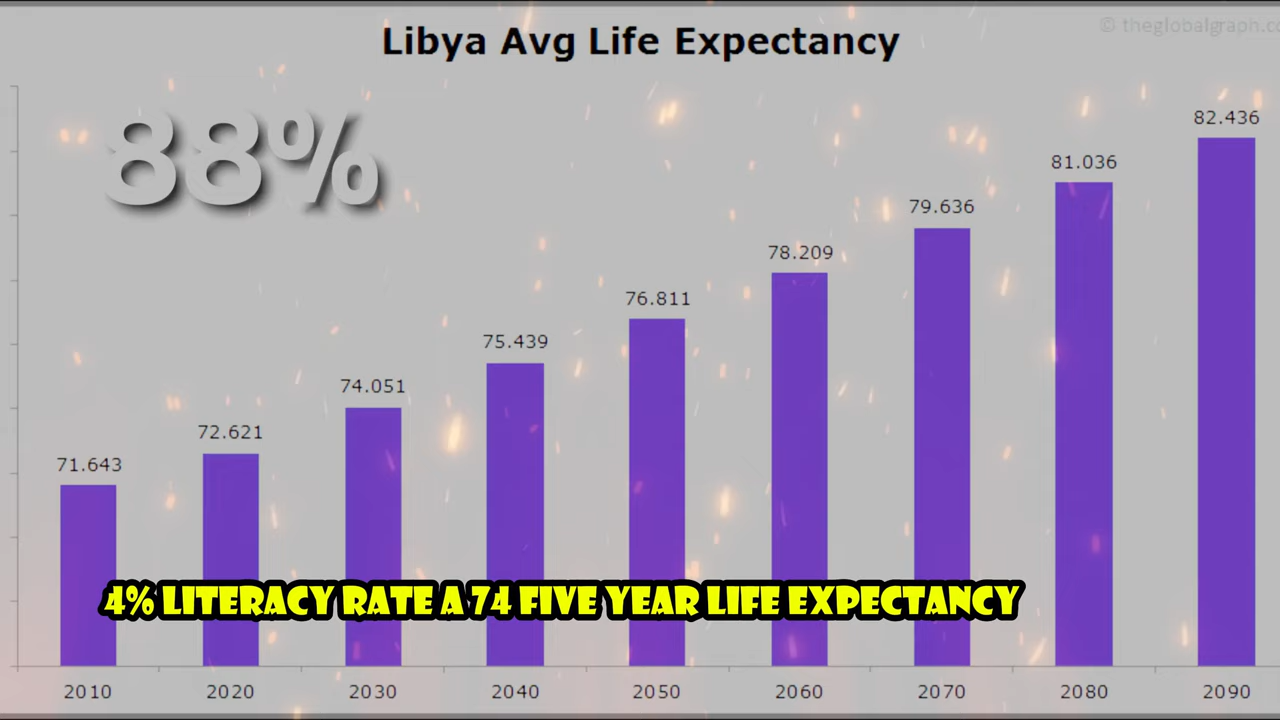 © theglobalgraph.co
Libya Avg Life Expectancy
88%
82.436
81.036
79.636
78.209
76.811
75.439
74.051
72.621
71.643
4% LITERACY RATE A 74 FIVE YEAR LIFE EXPECTANCY
2010 2020 2030 2040 2050 2060 2070 2080 2090